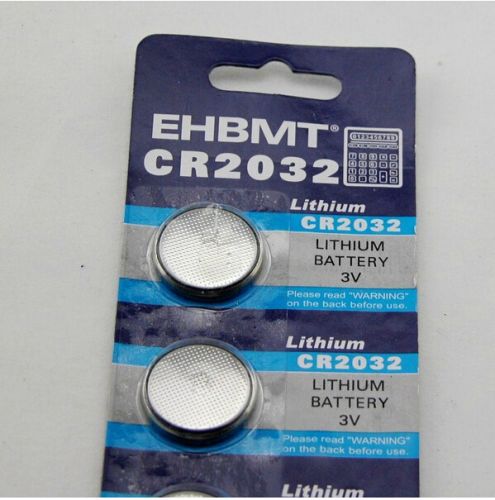 EHBMT®
0123456789
CR2032
Lithium
CR2032
LITHIUM
BATTERY
3V
Please read "WARNING"
on the back before use.
Lithium
CR2032
LITHIUM
BATTERY
3V
Please read "WARNING"
on the back before use.